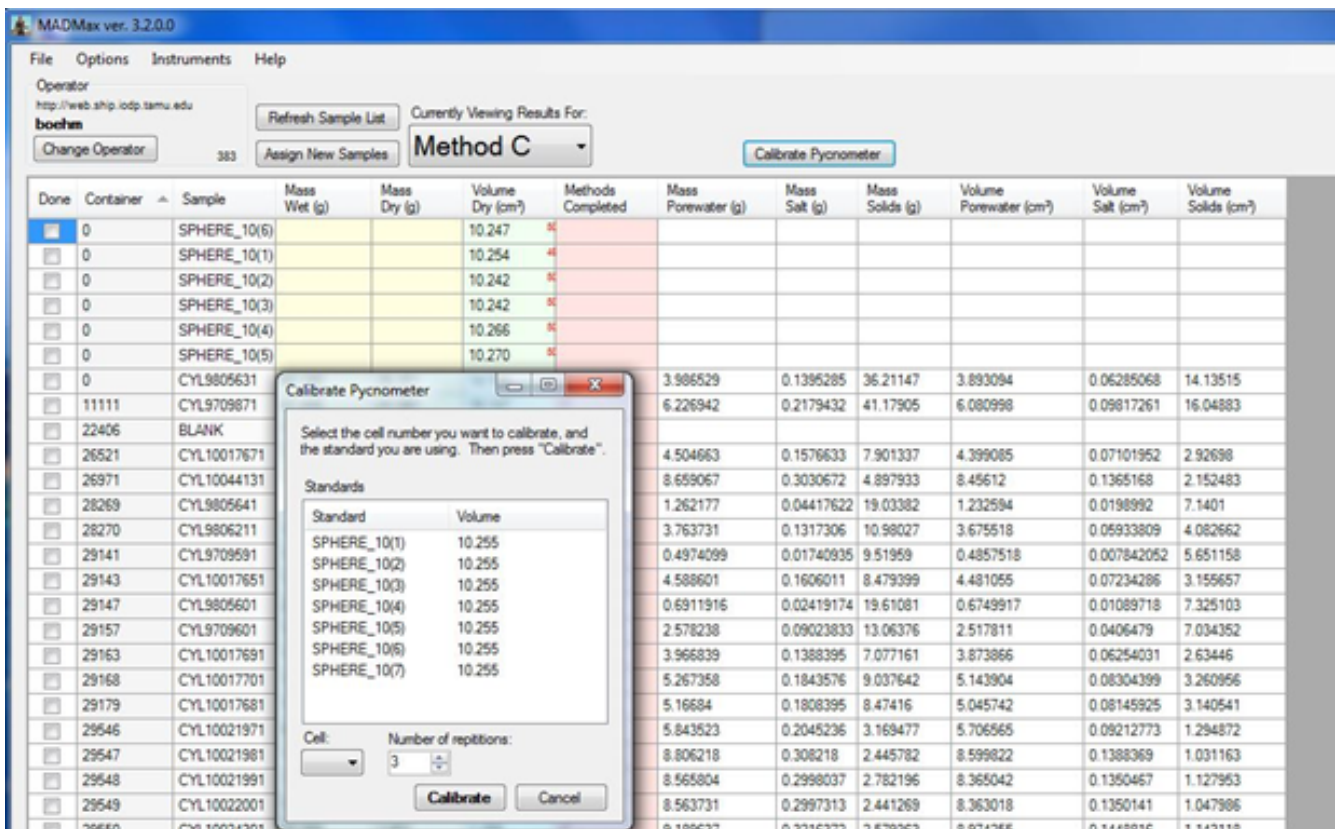 MADMax ver. 3.2.0.0
File Options Instruments Help
Operator
http://web.ship.iodp.tamu.edu
boehm
Change Operator
383
Refresh Sample List
Assign New Samples
Currently Viewing Results For:
Method C
Calibrate Pycnometer
Done Container Sample Mass Wet (g) Mass Dry (g) Volume Dry (cm³) Methods Completed Mass Porewater (g) Mass Salt (g) Mass Solids (g) Volume Porewater (cm³) Volume Salt (cm³) Volume Solids (cm³)
0 SPHERE_10(6) 10.247
0 SPHERE_10(1) 10.254
0 SPHERE_10(2) 10.242
0 SPHERE_10(3) 10.242
0 SPHERE_10(4) 10.266
0 SPHERE_10(5) 10.270
0 CYL9805631 3.986529 0.1395285 36.21147 3.893094 0.06285068 14.13515
11111 CYL9709871 6.226942 0.2179432 41.17905 6.080998 0.09817261 16.04883
22406 BLANK
26521 CYL10017671 4.504663 0.1576633 7.901337 4.399085 0.07101952 2.92698
26971 CYL10044131 8.659067 0.3030672 4.897933 8.45612 0.1365168 2.152483
28269 CYL9805641 1.262177 0.04417622 19.03382 1.232594 0.0198992 7.1401
28270 CYL9806211 3.763731 0.1317306 10.98027 3.675518 0.05933809 4.082662
29141 CYL9709591 0.4974099 0.01740935 9.51959 0.4857518 0.007842052 5.651158
29143 CYL10017651 4.588601 0.1606011 8.479399 4.481055 0.07234286 3.155657
29147 CYL9805601 0.6911916 0.02419174 19.61081 0.6749917 0.01089718 7.325103
29157 CYL9709601 2.578238 0.09023833 13.06376 2.517811 0.0406479 7.034352
29163 CYL10017691 3.966839 0.1388395 7.077161 3.873866 0.06254031 2.63446
29168 CYL10017701 5.267358 0.1843576 9.037642 5.143904 0.08304399 3.260956
29179 CYL10017681 5.16684 0.1808395 8.47416 5.045742 0.08145925 3.140541
29546 CYL10021971 5.843523 0.2045236 3.169477 5.706565 0.09212773 1.294872
29547 CYL10021981 8.806218 0.308218 2.445782 8.599822 0.1388369 1.031163
29548 CYL10021991 8.565804 0.2998037 2.782196 8.365042 0.1350467 1.127953
29549 CYL10022001 8.563731 0.2997313 2.441269 8.363018 0.1350141 1.047986
Calibrate Pycnometer
Select the cell number you want to calibrate, and
the standard you are using. Then press "Calibrate".
Standards
Standard Volume
SPHERE_10(1) 10.255
SPHERE_10(2) 10.255
SPHERE_10(3) 10.255
SPHERE_10(4) 10.255
SPHERE_10(5) 10.255
SPHERE_10(6) 10.255
SPHERE_10(7) 10.255
Cell: Number of repititions:
3
Calibrate Cancel